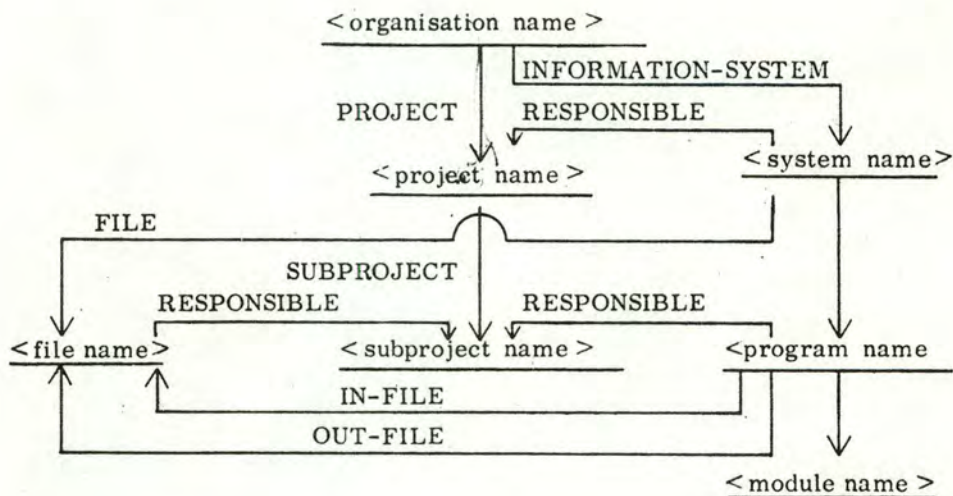 <organisation name >
INFORMATION-SYSTEM
PROJECT
RESPONSIBLE
<project name>
<system name>
FILE
SUBPROJECT
RESPONSIBLE
RESPONSIBLE
<file name>
<subproject name>
<program name
IN-FILE
OUT-FILE
<module name>